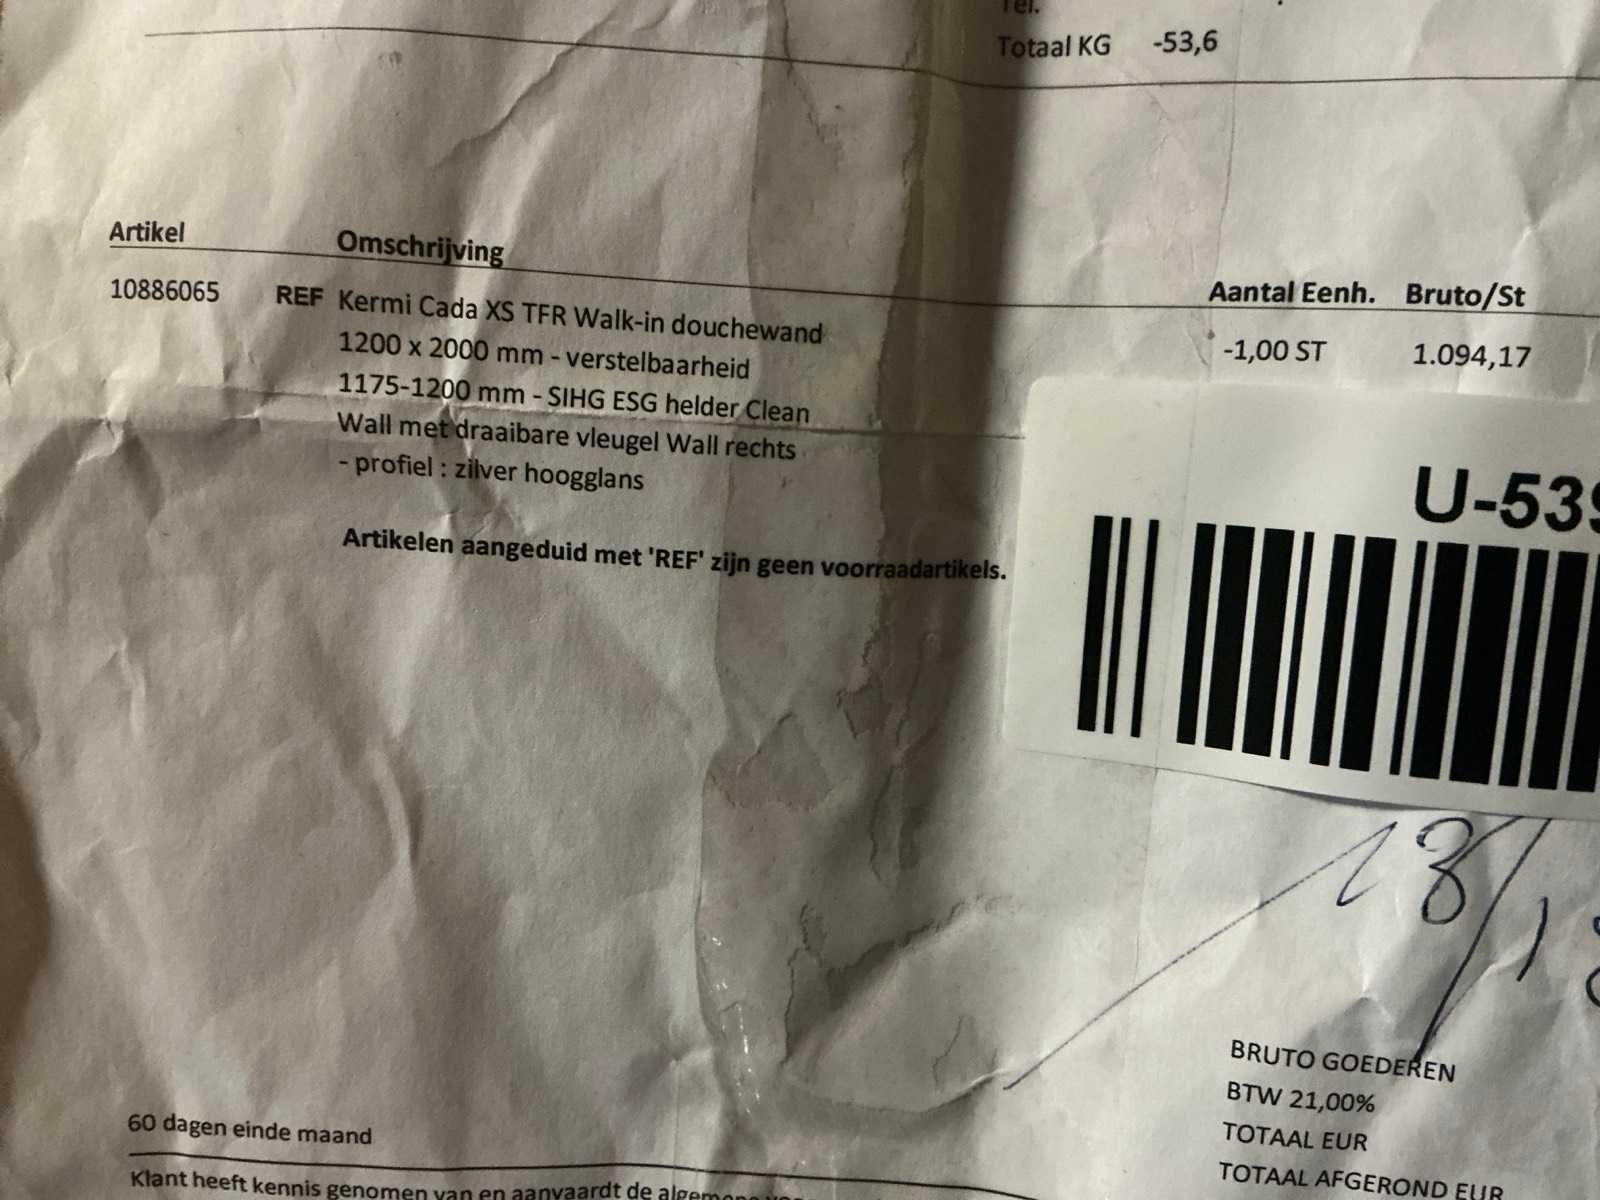 Tel.
Totaal KG -53,6
Artikel Omschrijving Aantal Eenh. Bruto/St
10886065 REF Kermi Cada XS TFR Walk-in douchewand -1,00 ST 1.094,17
1200 x 2000 mm - verstelbaarheid
1175-1200 mm - SIHG ESG helder Clean
Wall met draaibare vleugel Wall rechts
- profiel : zilver hoogglans
Artikelen aangeduid met 'REF' zijn geen voorraadartikels.
U-539
18/1
BRUTO GOEDEREN
BTW 21,00%
TOTAAL EUR
TOTAAL AFGEROND EUR
60 dagen einde maand
Klant heeft kennis genomen van en aanvaardt de